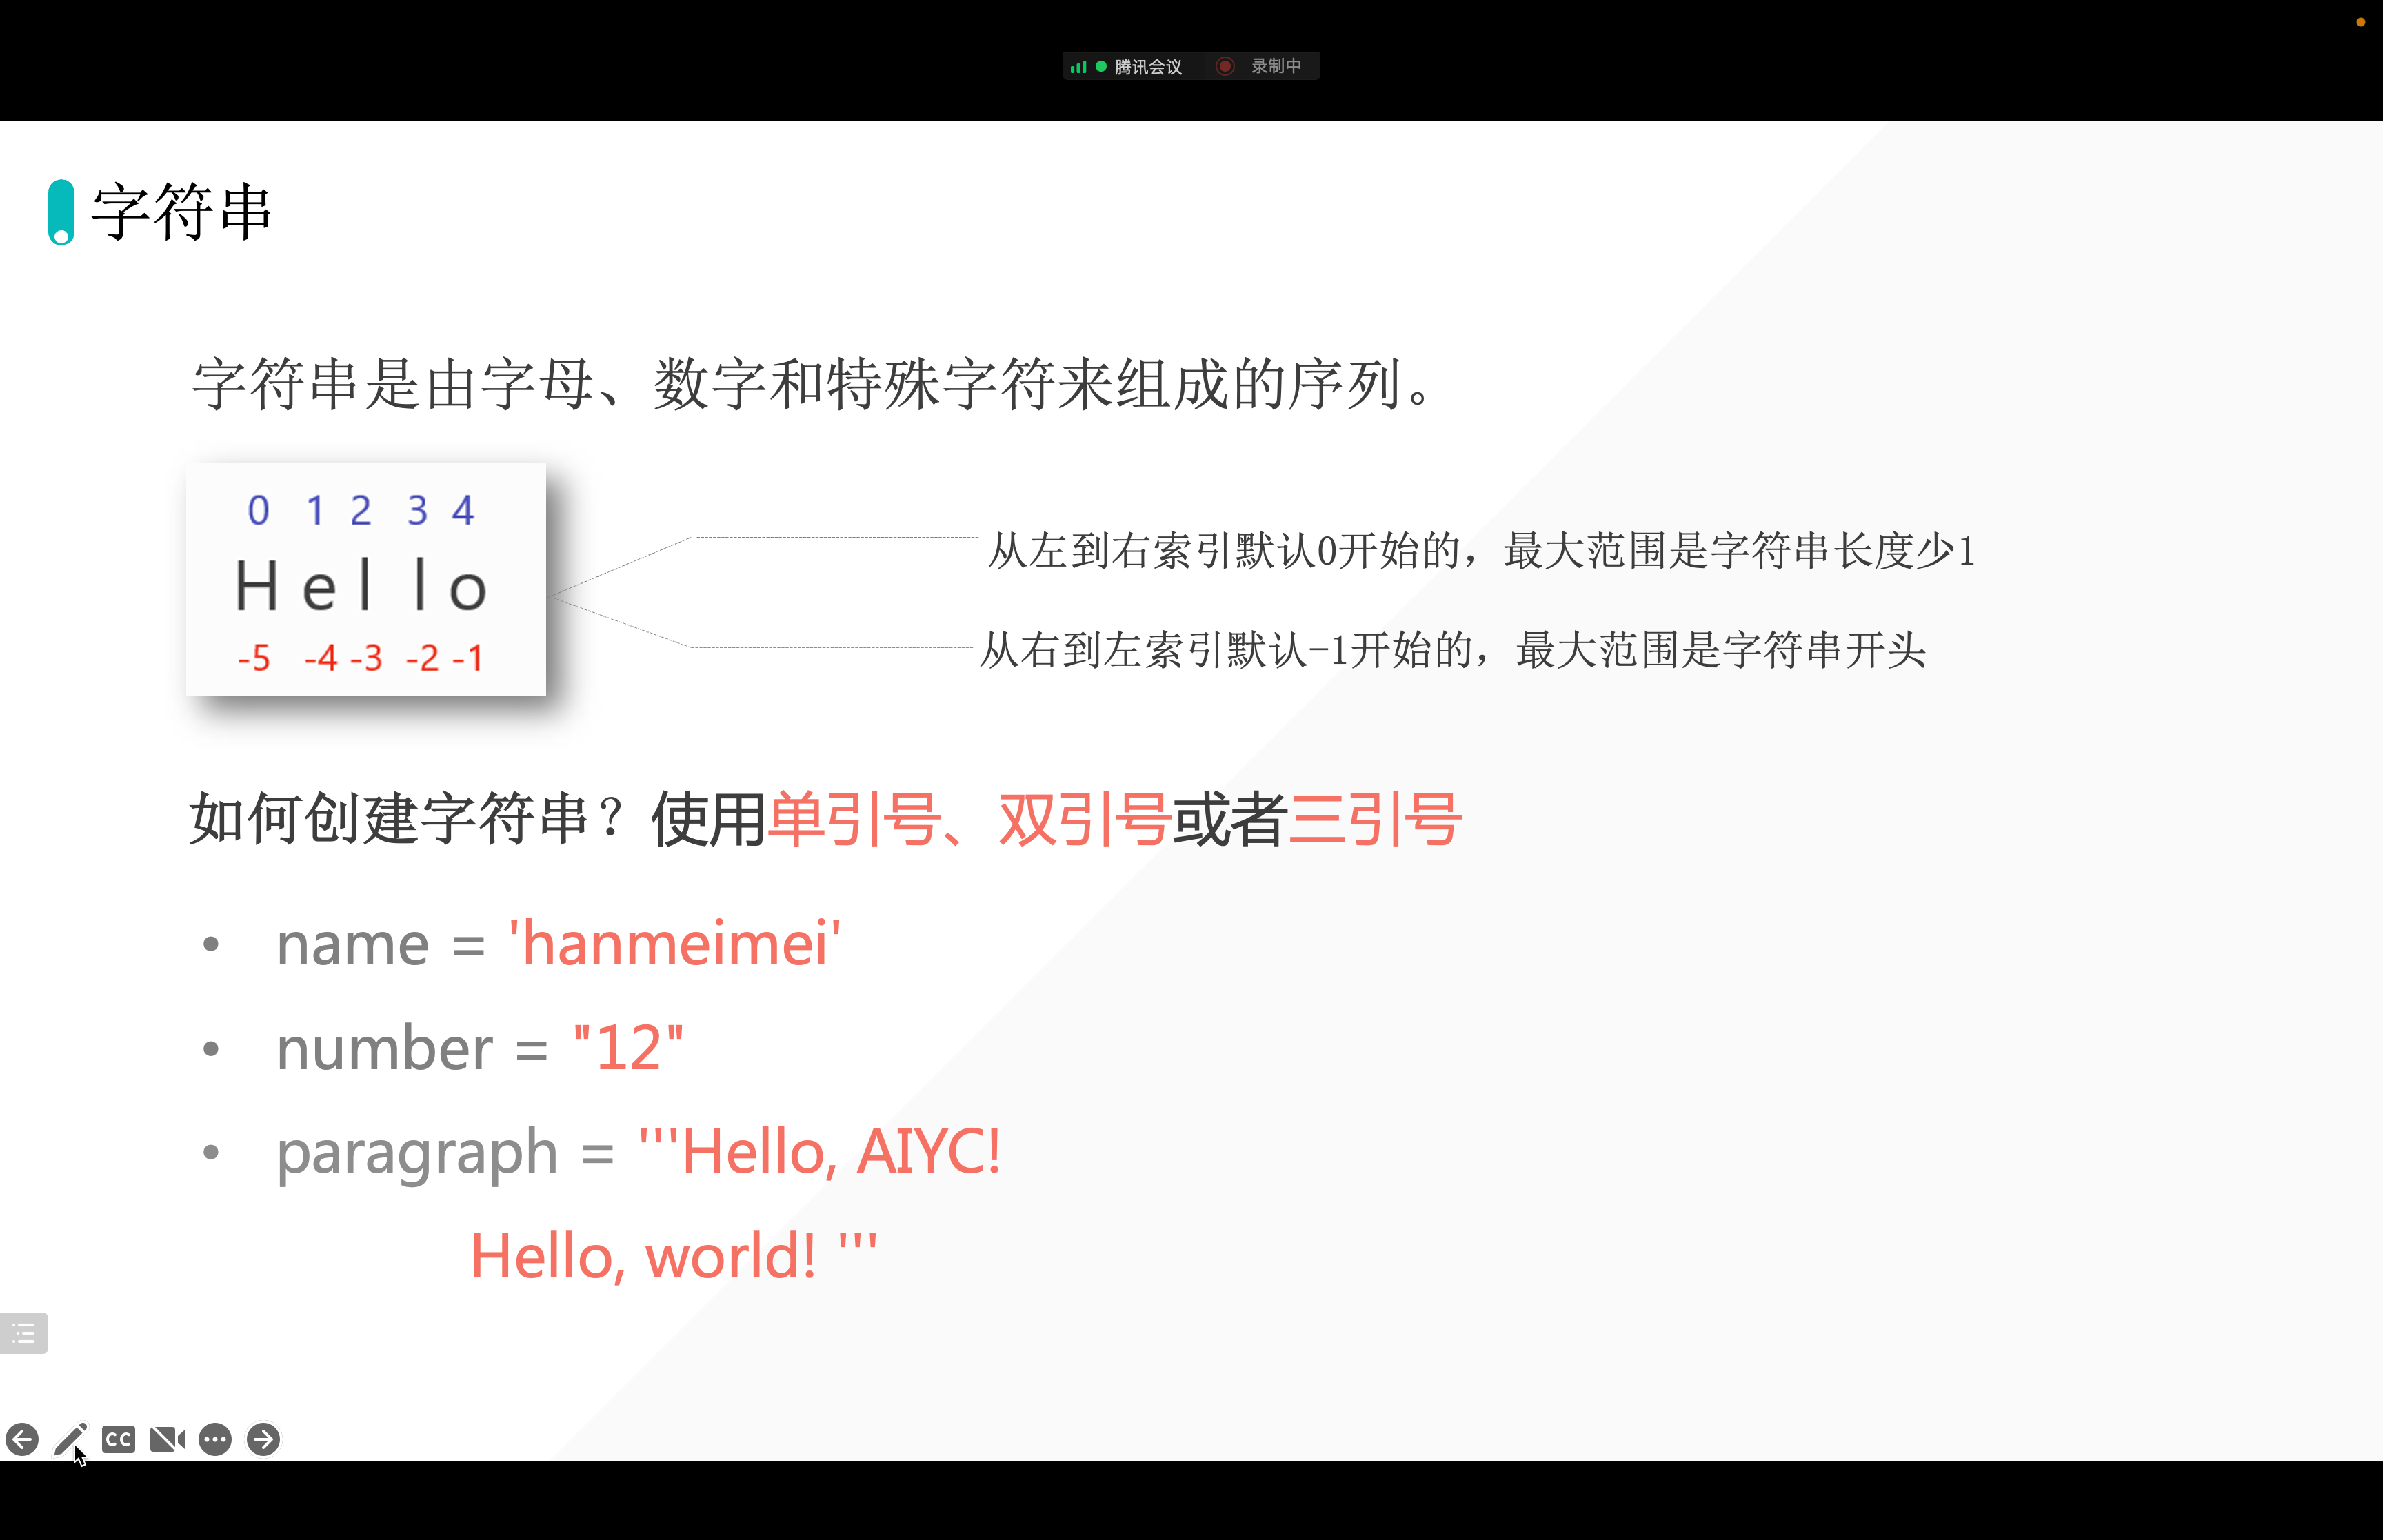 腾讯会议 录制中
字符串
字符串是由字母、数字和特殊字符来组成的序列。
0 1 2 3 4
H e l l o
-5 -4 -3 -2 -1
从左到右索引默认0开始的，最大范围是字符串长度少1
从右到左索引默认-1开始的，最大范围是字符串开头
如何创建字符串？使用单引号、双引号或者三引号
• name = 'hanmeimei'
• number = "12"
• paragraph = '''Hello, AIYC!
Hello, world! '''
CC